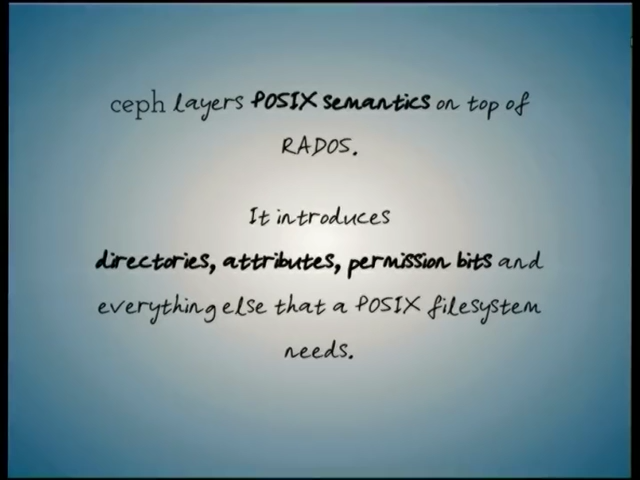 ceph layers POSIX semantics on top of
RADOS.
It introduces
directories, attributes, permission bits and
everything else that a POSIX filesystem
needs.